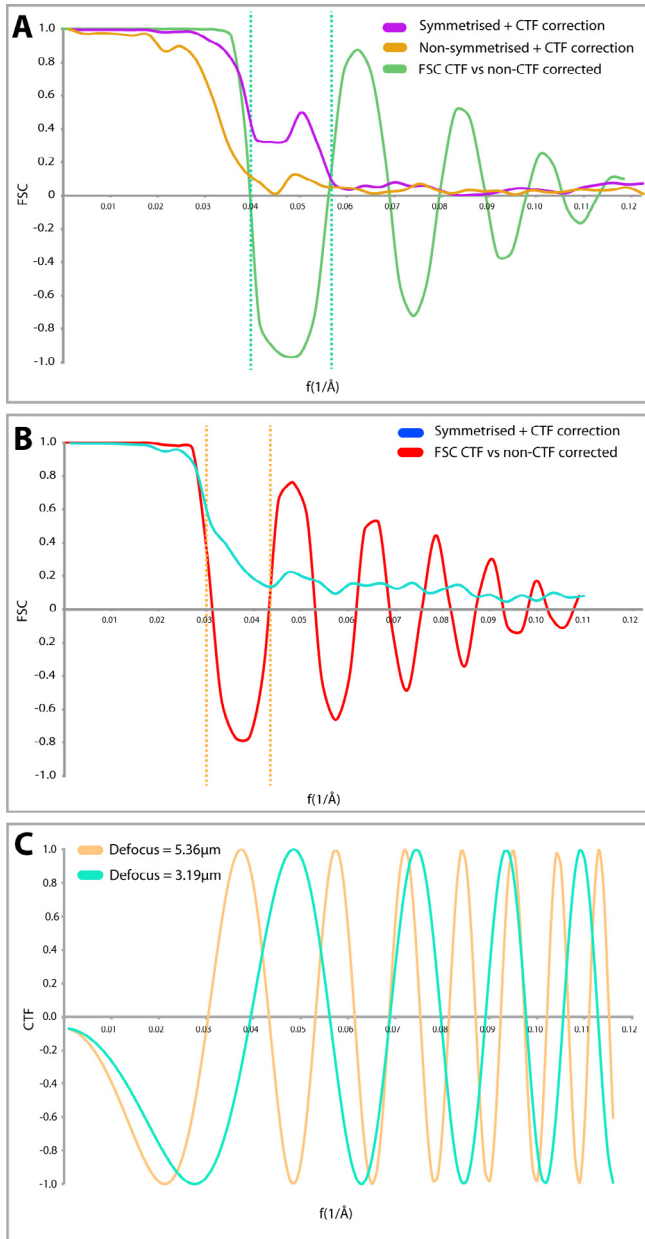 A
Symmetrised + CTF correction
Non-symmetrised + CTF correction
FSC CTF vs non-CTF corrected
1.0
0.8
0.6
0.4
0.2
0
-0.2
-0.4
-0.6
-0.8
-1.0
FSC
0.01 0.02 0.03 0.04 0.05 0.06 0.07 0.08 0.09 0.10 0.11 0.12
f(1/Å)
B
Symmetrised + CTF correction
FSC CTF vs non-CTF corrected
1.0
0.8
0.6
0.4
0.2
0
-0.2
-0.4
-0.6
-0.8
-1.0
FSC
0.01 0.02 0.03 0.04 0.05 0.06 0.07 0.08 0.09 0.10 0.11 0.12
f(1/Å)
C
Defocus = 5.36µm
Defocus = 3.19µm
1.0
0.8
0.6
0.4
0.2
0.0
-0.2
-0.4
-0.6
-0.8
-1.0
CTF
0.01 0.02 0.03 0.04 0.05 0.06 0.07 0.08 0.09 0.10 0.11 0.12
f(1/Å)